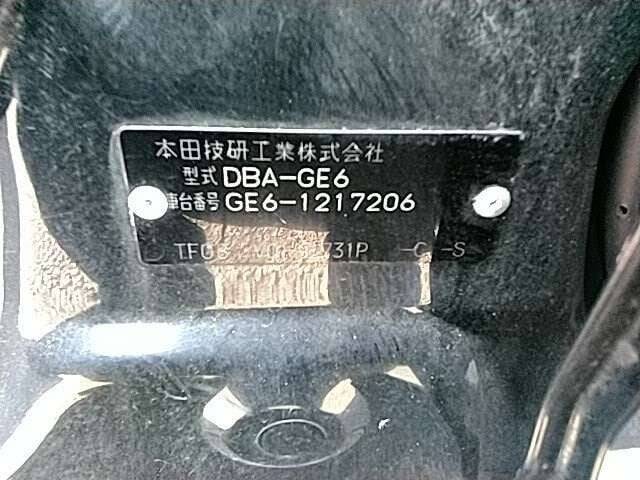 本田技研工業株式会社
型式 DBA-GE6
車台番号 GE6-1217206
731P -C -S